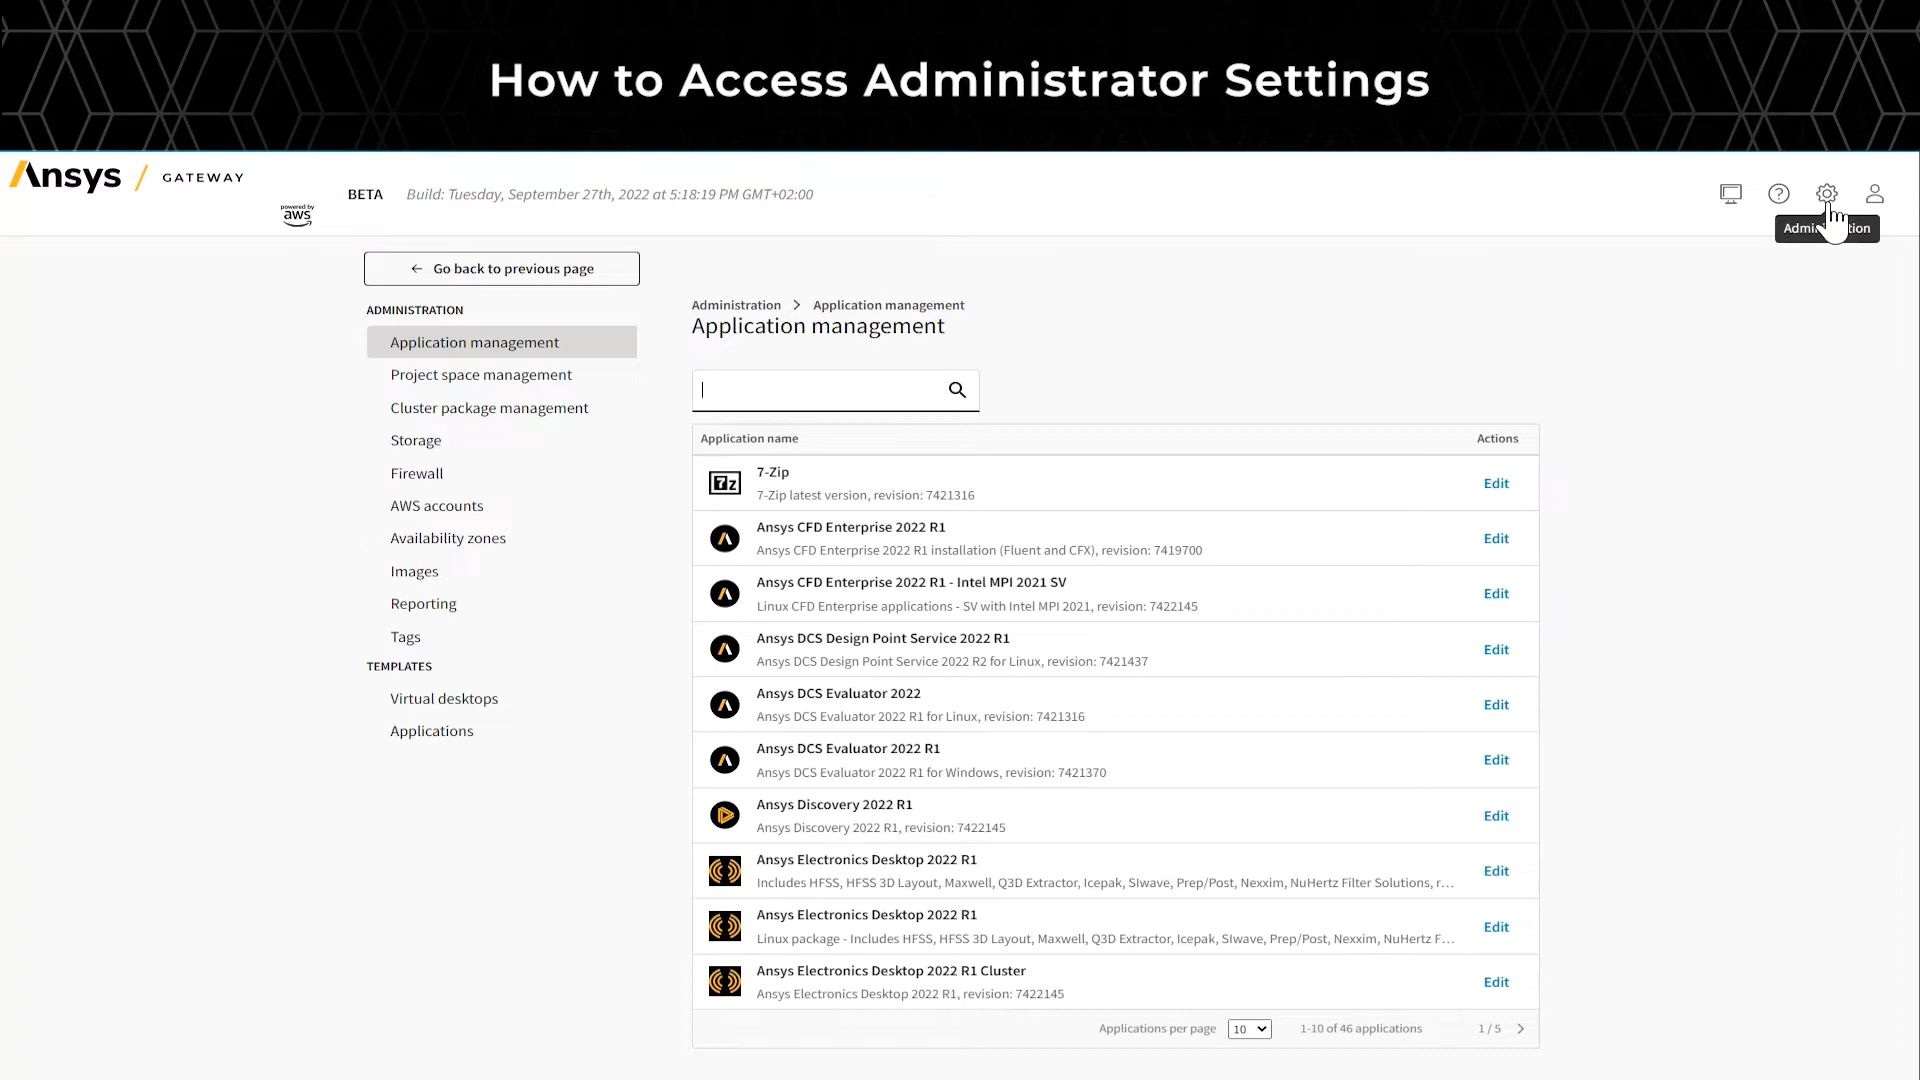 How to Access Administrator Settings
Ansys / GATEWAY
powered by
aws
BETA Build: Tuesday, September 27th, 2022 at 5:18:19 PM GMT+02:00
Go back to previous page
ADMINISTRATION
Application management
Project space management
Cluster package management
Storage
Firewall
AWS accounts
Availability zones
Images
Reporting
Tags
TEMPLATES
Virtual desktops
Applications
Administration > Application management
Application management
Application name Actions
7-Zip
7-Zip latest version, revision: 7421316
Edit
Ansys CFD Enterprise 2022 R1
Ansys CFD Enterprise 2022 R1 installation (Fluent and CFX), revision: 7419700
Edit
Ansys CFD Enterprise 2022 R1 - Intel MPI 2021 SV
Linux CFD Enterprise applications - SV with Intel MPI 2021, revision: 7422145
Edit
Ansys DCS Design Point Service 2022 R1
Ansys DCS Design Point Service 2022 R2 for Linux, revision: 7421437
Edit
Ansys DCS Evaluator 2022
Ansys DCS Evaluator 2022 R1 for Linux, revision: 7421316
Edit
Ansys DCS Evaluator 2022 R1
Ansys DCS Evaluator 2022 R1 for Windows, revision: 7421370
Edit
Ansys Discovery 2022 R1
Ansys Discovery 2022 R1, revision: 7422145
Edit
Ansys Electronics Desktop 2022 R1
Includes HFSS, HFSS 3D Layout, Maxwell, Q3D Extractor, Icepak, SIwave, Prep/Post, Nexxim, NuHertz Filter Solutions, r...
Edit
Ansys Electronics Desktop 2022 R1
Linux package - Includes HFSS, HFSS 3D Layout, Maxwell, Q3D Extractor, Icepak, SIwave, Prep/Post, Nexxim, NuHertz F...
Edit
Ansys Electronics Desktop 2022 R1 Cluster
Ansys Electronics Desktop 2022 R1, revision: 7422145
Edit
Applications per page 10 1-10 of 46 applications 1 / 5 >